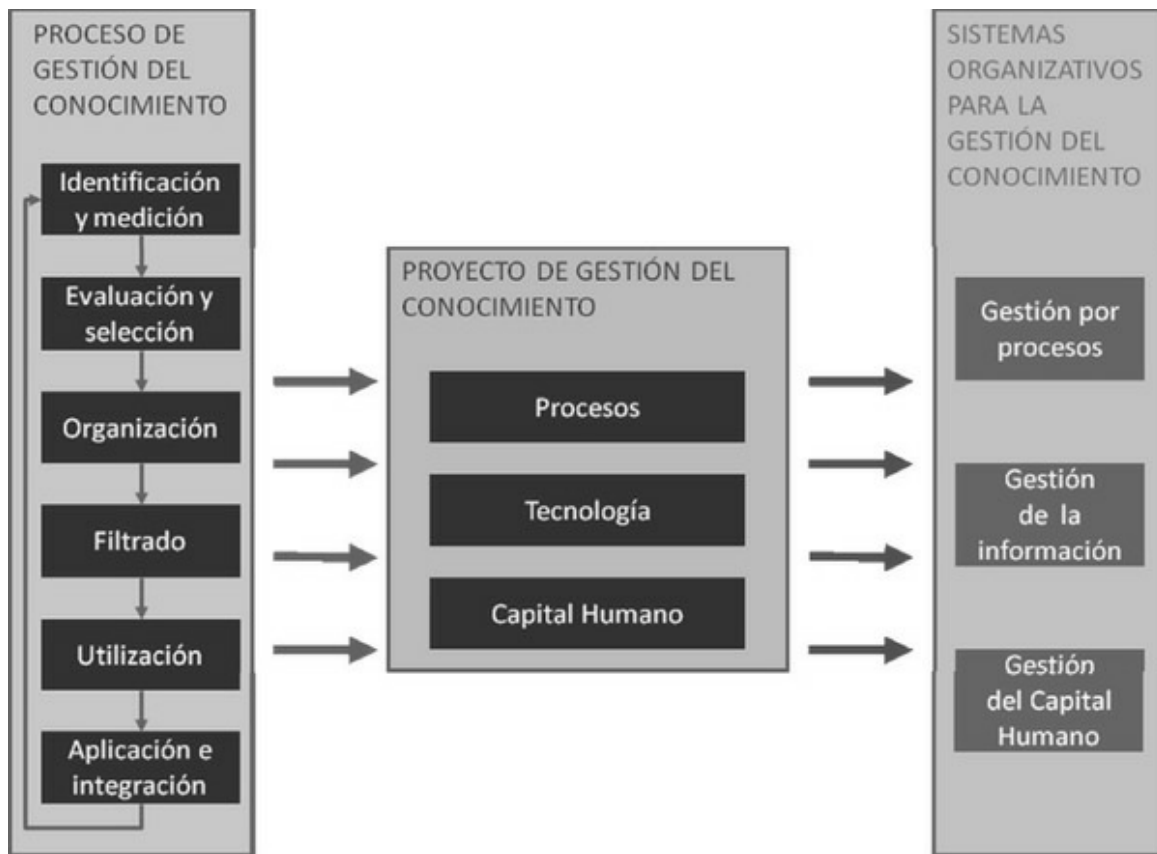 PROCESO DE
GESTIÓN DEL
CONOCIMIENTO
Identificación
y medición
Evaluación y
selección
Organización
Filtrado
Utilización
Aplicación e
integración
PROYECTO DE GESTIÓN DEL
CONOCIMIENTO
Procesos
Tecnología
Capital Humano
SISTEMAS
ORGANIZATIVOS
PARA LA
GESTIÓN DEL
CONOCIMIENTO
Gestión por
procesos
Gestión
de la
información
Gestión
del Capital
Humano